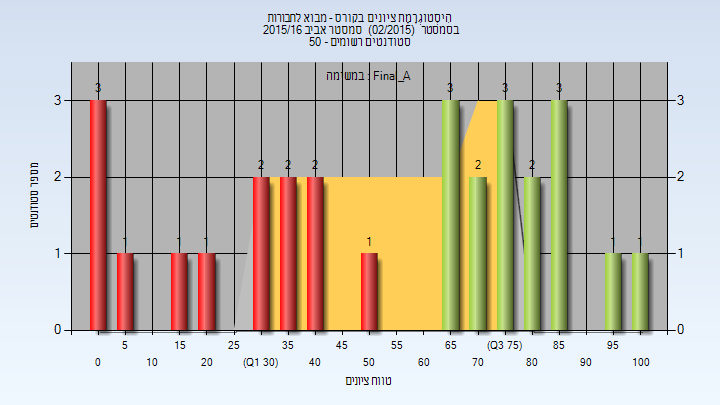 היסטוגרמת ציונים בקורס - מבוא לתבורות
בסמסטר (02/2015) סמסטר אביב 2015/16
סטודנטים רשומים - 50
במשימה : Final_A
3 1 1 1 2 2 2 1 3 2 3 2 3 1 1
3 3
2 2
1 1
0 0
מספר סטודנטים
5 15 25 35 45 55 65 (Q3 75) 85 95
0 10 20 (Q1 30) 40 50 60 70 80 90 100
טווח ציונים